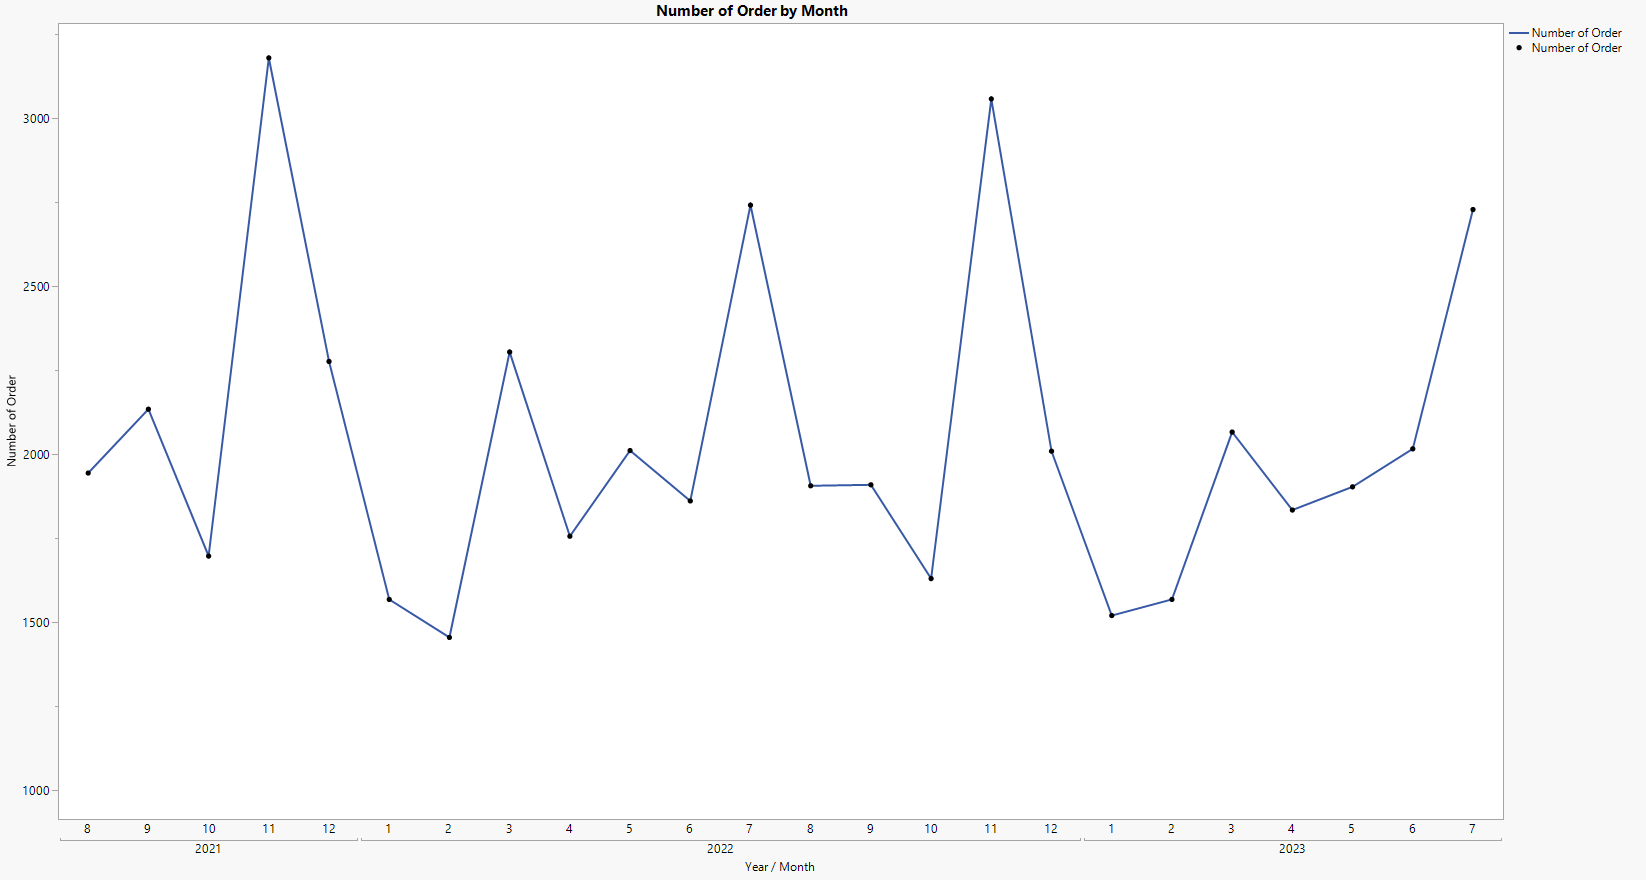 Number of Order by Month
Number of Order
Number of Order
3000
2500
2000
1500
1000
Number of Order
8 9 10 11 12 1 2 3 4 5 6 7 8 9 10 11 12 1 2 3 4 5 6 7
2021 2022 2023
Year / Month